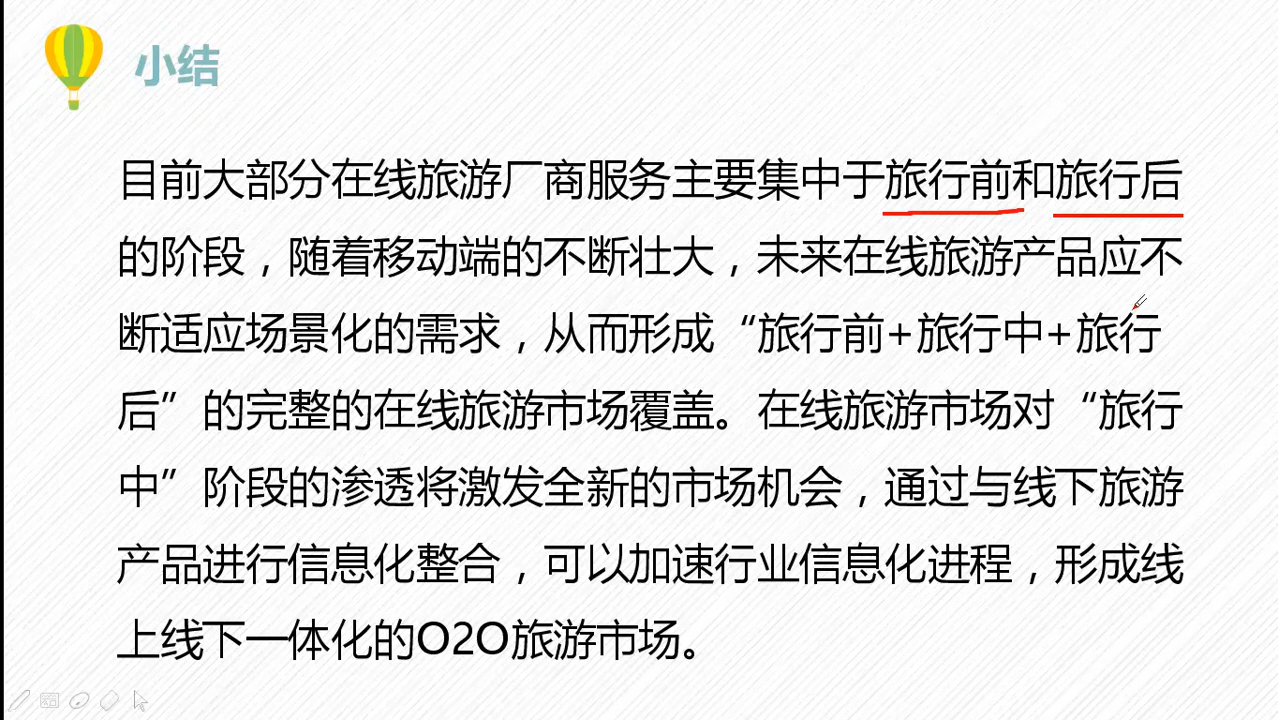 小结
目前大部分在线旅游厂商服务主要集中于旅行前和旅行后
的阶段，随着移动端的不断壮大，未来在线旅游产品应不
断适应场景化的需求，从而形成“旅行前+旅行中+旅行
后”的完整的在线旅游市场覆盖。在线旅游市场对“旅行
中”阶段的渗透将激发全新的市场机会，通过与线下旅游
产品进行信息化整合，可以加速行业信息化进程，形成线
上线下一体化的O2O旅游市场。